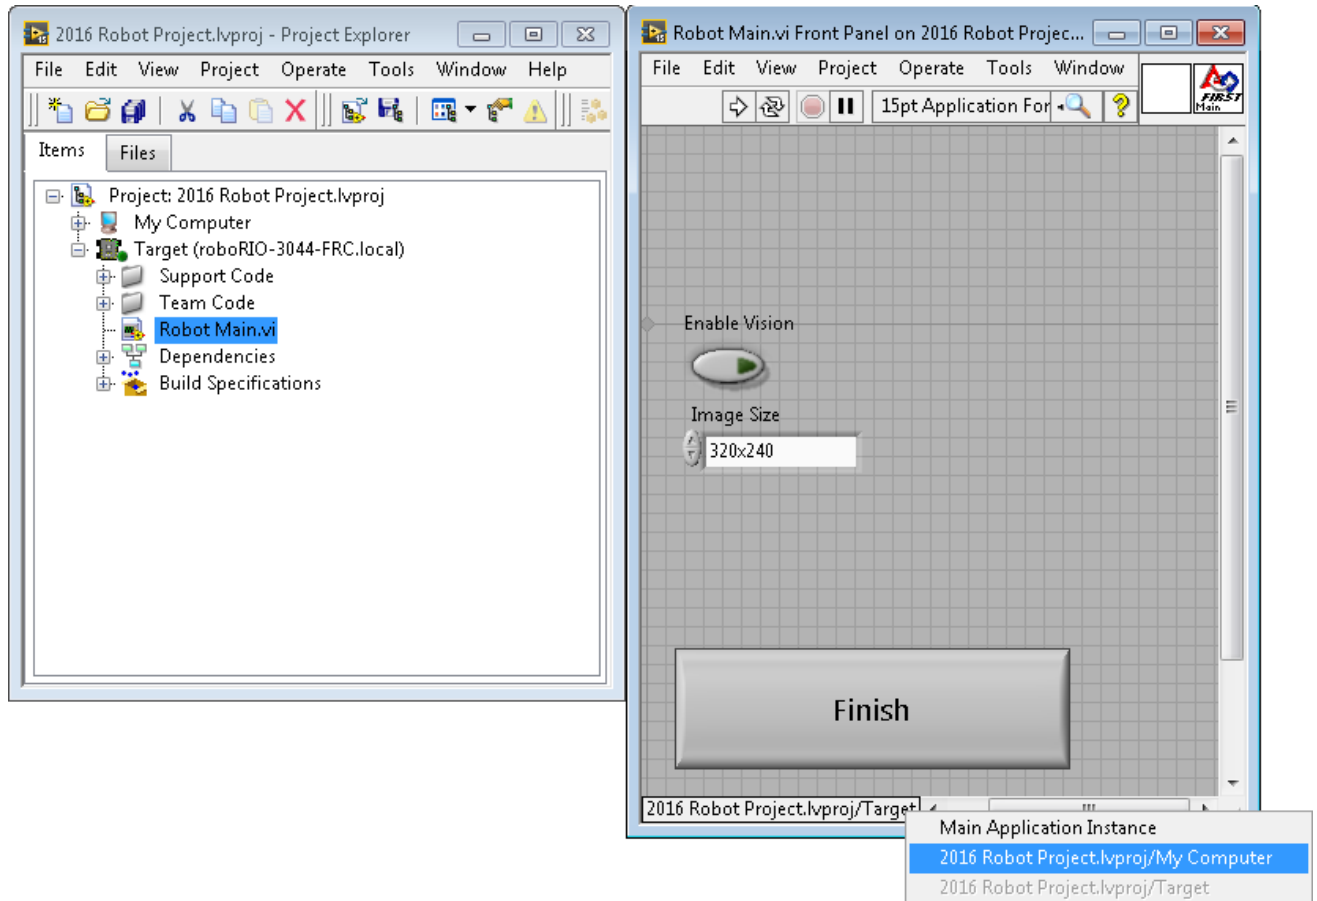 2016 Robot Project.lvproj - Project Explorer
File Edit View Project Operate Tools Window Help
Items Files
Project: 2016 Robot Project.lvproj
My Computer
Target (roboRIO-3044-FRC.local)
Support Code
Team Code
Robot Main.vi
Dependencies
Build Specifications
Robot Main.vi Front Panel on 2016 Robot Projec...
File Edit View Project Operate Tools Window
15pt Application For
FIRST
Main
Enable Vision
Image Size
320x240
Finish
2016 Robot Project.lvproj/Target
Main Application Instance
2016 Robot Project.lvproj/My Computer
2016 Robot Project.lvproj/Target